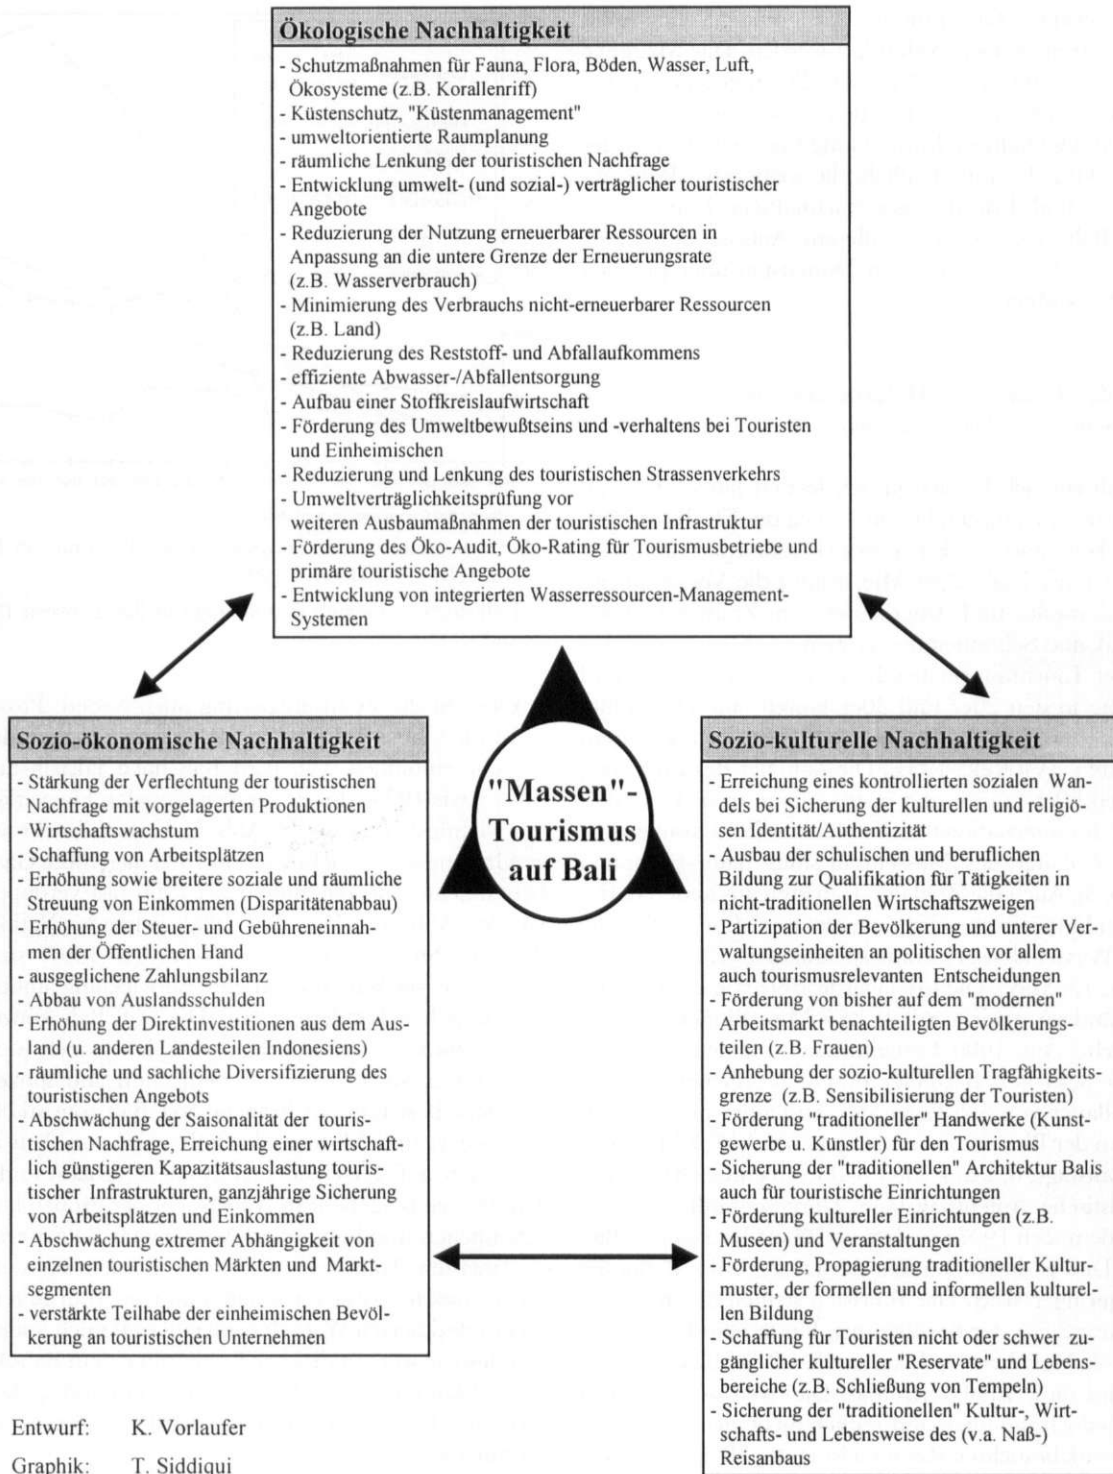 Ökologische Nachhaltigkeit
- Schutzmaßnahmen für Fauna, Flora, Böden, Wasser, Luft,
Ökosysteme (z.B. Korallenriff)
- Küstenschutz, "Küstenmanagement"
- umweltorientierte Raumplanung
- räumliche Lenkung der touristischen Nachfrage
- Entwicklung umwelt- (und sozial-) verträglicher touristischer
Angebote
- Reduzierung der Nutzung erneuerbarer Ressourcen in
Anpassung an die untere Grenze der Erneuerungsrate
(z.B. Wasserverbrauch)
- Minimierung des Verbrauchs nicht-erneuerbarer Ressourcen
(z.B. Land)
- Reduzierung des Reststoff- und Abfallaufkommens
- effiziente Abwasser-/Abfallentsorgung
- Aufbau einer Stoffkreislaufwirtschaft
- Förderung des Umweltbewußtseins und -verhaltens bei Touristen
und Einheimischen
- Reduzierung und Lenkung des touristischen Strassenverkehrs
- Umweltverträglichkeitsprüfung vor
weiteren Ausbaumaßnahmen der touristischen Infrastruktur
- Förderung des Öko-Audit, Öko-Rating für Tourismusbetriebe und
primäre touristische Angebote
- Entwicklung von integrierten Wasserressourcen-Management-
Systemen
Sozio-ökonomische Nachhaltigkeit
- Stärkung der Verflechtung der touristischen
Nachfrage mit vorgelagerten Produktionen
- Wirtschaftswachstum
- Schaffung von Arbeitsplätzen
- Erhöhung sowie breitere soziale und räumliche
Streuung von Einkommen (Disparitätenabbau)
- Erhöhung der Steuer- und Gebühreneinnah-
men der Öffentlichen Hand
- ausgeglichene Zahlungsbilanz
- Abbau von Auslandsschulden
- Erhöhung der Direktinvestitionen aus dem Aus-
land (u. anderen Landesteilen Indonesiens)
- räumliche und sachliche Diversifizierung des
touristischen Angebots
- Abschwächung der Saisonalität der touris-
tischen Nachfrage, Erreichung einer wirtschaft-
lich günstigeren Kapazitätsauslastung touris-
tischer Infrastrukturen, ganzjährige Sicherung
von Arbeitsplätzen und Einkommen
- Abschwächung extremer Abhängigkeit von
einzelnen touristischen Märkten und Markt-
segmenten
- verstärkte Teilhabe der einheimischen Bevöl-
kerung an touristischen Unternehmen
"Massen"-
Tourismus
auf Bali
Sozio-kulturelle Nachhaltigkeit
- Erreichung eines kontrollierten sozialen Wan-
dels bei Sicherung der kulturellen und religiö-
sen Identität/Authentizität
- Ausbau der schulischen und beruflichen
Bildung zur Qualifikation für Tätigkeiten in
nicht-traditionellen Wirtschaftszweigen
- Partizipation der Bevölkerung und unterer Ver-
waltungseinheiten an politischen vor allem
auch tourismusrelevanten Entscheidungen
- Förderung von bisher auf dem "modernen"
Arbeitsmarkt benachteiligten Bevölkerungs-
teilen (z.B. Frauen)
- Anhebung der sozio-kulturellen Tragfähigkeits-
grenze (z.B. Sensibilisierung der Touristen)
- Förderung "traditioneller" Handwerke (Kunst-
gewerbe u. Künstler) für den Tourismus
- Sicherung der "traditionellen" Architektur Balis
auch für touristische Einrichtungen
- Förderung kultureller Einrichtungen (z.B.
Museen) und Veranstaltungen
- Förderung, Propagierung traditioneller Kultur-
muster, der formellen und informellen kulturel-
len Bildung
- Schaffung für Touristen nicht oder schwer zu-
gänglicher kultureller "Reservate" und Lebens-
bereiche (z.B. Schließung von Tempeln)
- Sicherung der "traditionellen" Kultur-, Wirt-
schafts- und Lebensweise des (v.a. Naß-)
Reisanbaus
Entwurf: K. Vorlaufer
Graphik: T. Siddiqui